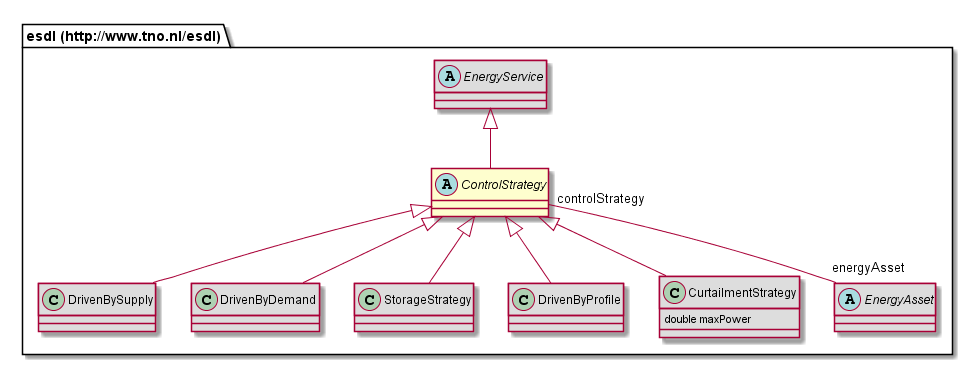 esdl (http://www.tno.nl/esdl)
A EnergyService
A ControlStrategy
controlStrategy
energyAsset
C DrivenBySupply
C DrivenByDemand
C StorageStrategy
C DrivenByProfile
C CurtailmentStrategy
double maxPower
A EnergyAsset